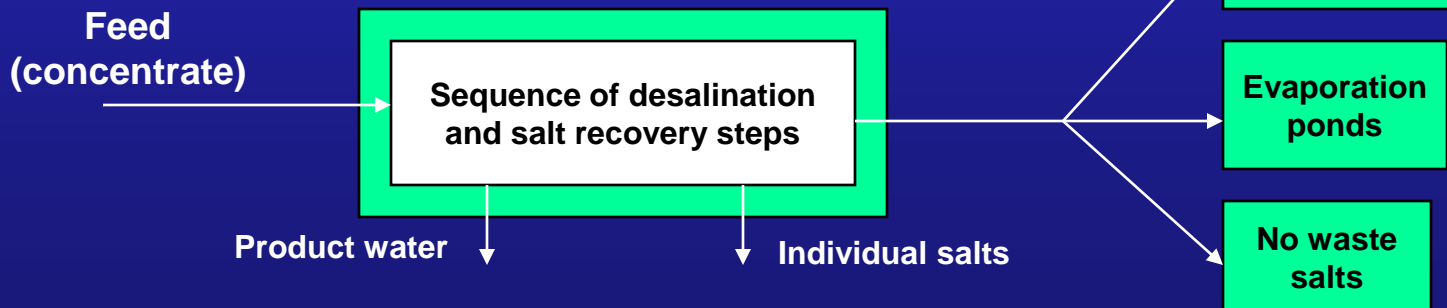 Feed
(concentrate)
Sequence of desalination
and salt recovery steps
Evaporation
ponds
Product water
Individual salts
No waste
salts